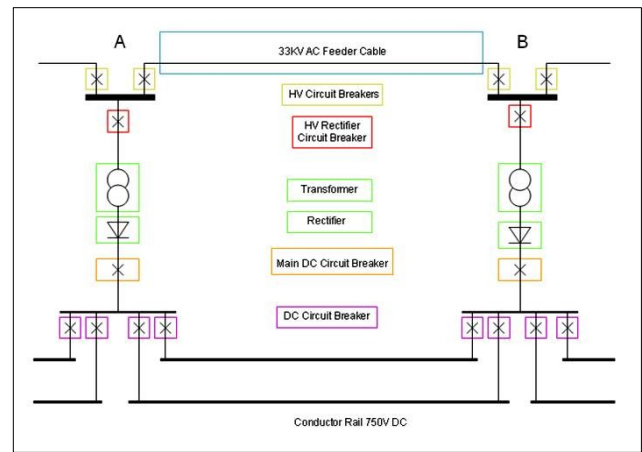 A
B
33KV AC Feeder Cable
HV Circuit Breakers
HV Rectifier
Circuit Breaker
Transformer
Rectifier
Main DC Circuit Breaker
DC Circuit Breaker
Conductor Rail 750V DC